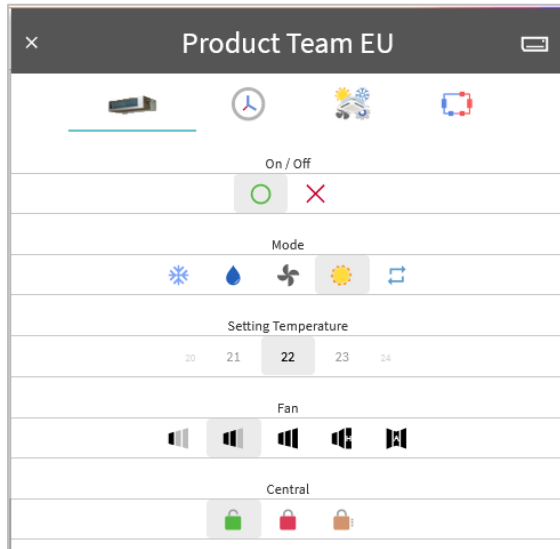 Product Team EU
On / Off
Mode
Setting Temperature
20 21 22 23 24
Fan
H A
Central